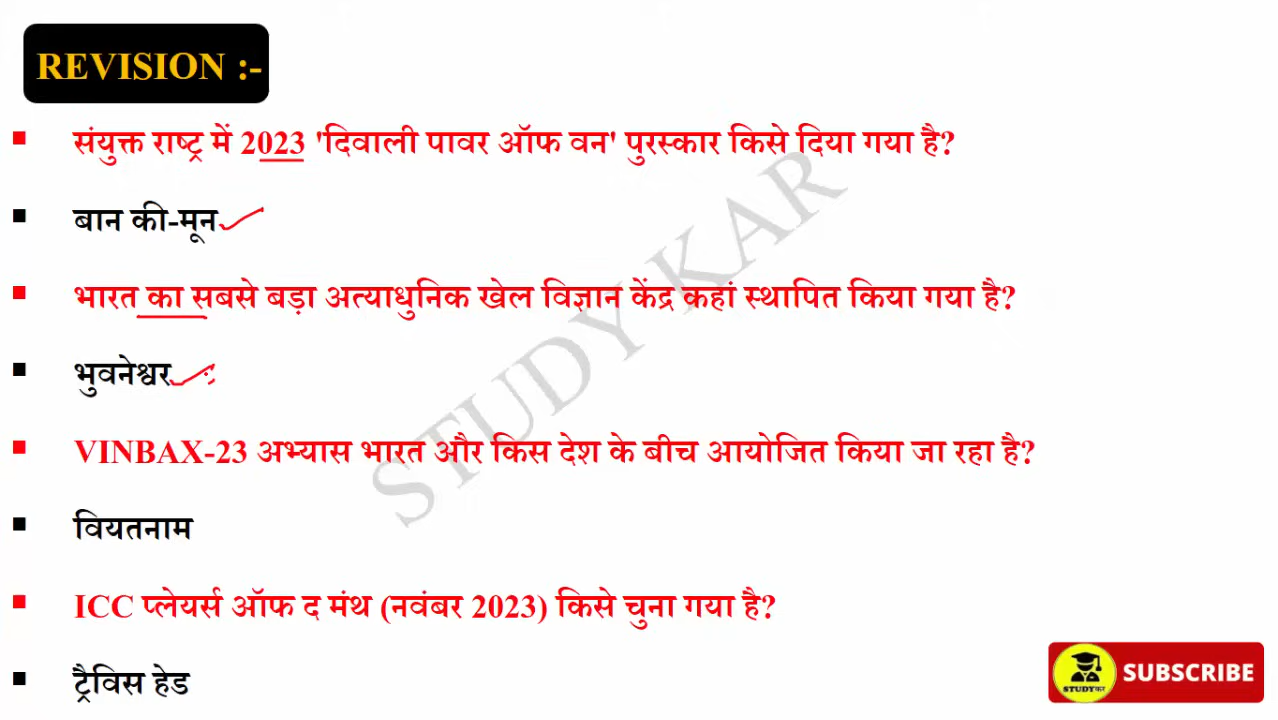 REVISION :-
संयुक्त राष्ट्र में 2023 'दिवाली पावर ऑफ वन' पुरस्कार किसे दिया गया है?
बान की-मून
भारत का सबसे बड़ा अत्याधुनिक खेल विज्ञान केंद्र कहां स्थापित किया गया है?
भुवनेश्वर
VINBAX-23 अभ्यास भारत और किस देश के बीच आयोजित किया जा रहा है?
वियतनाम
ICC प्लेयर्स ऑफ द मंथ (नवंबर 2023) किसे चुना गया है?
ट्रैविस हेड
STUDY KAR
STUDYकर
SUBSCRIBE